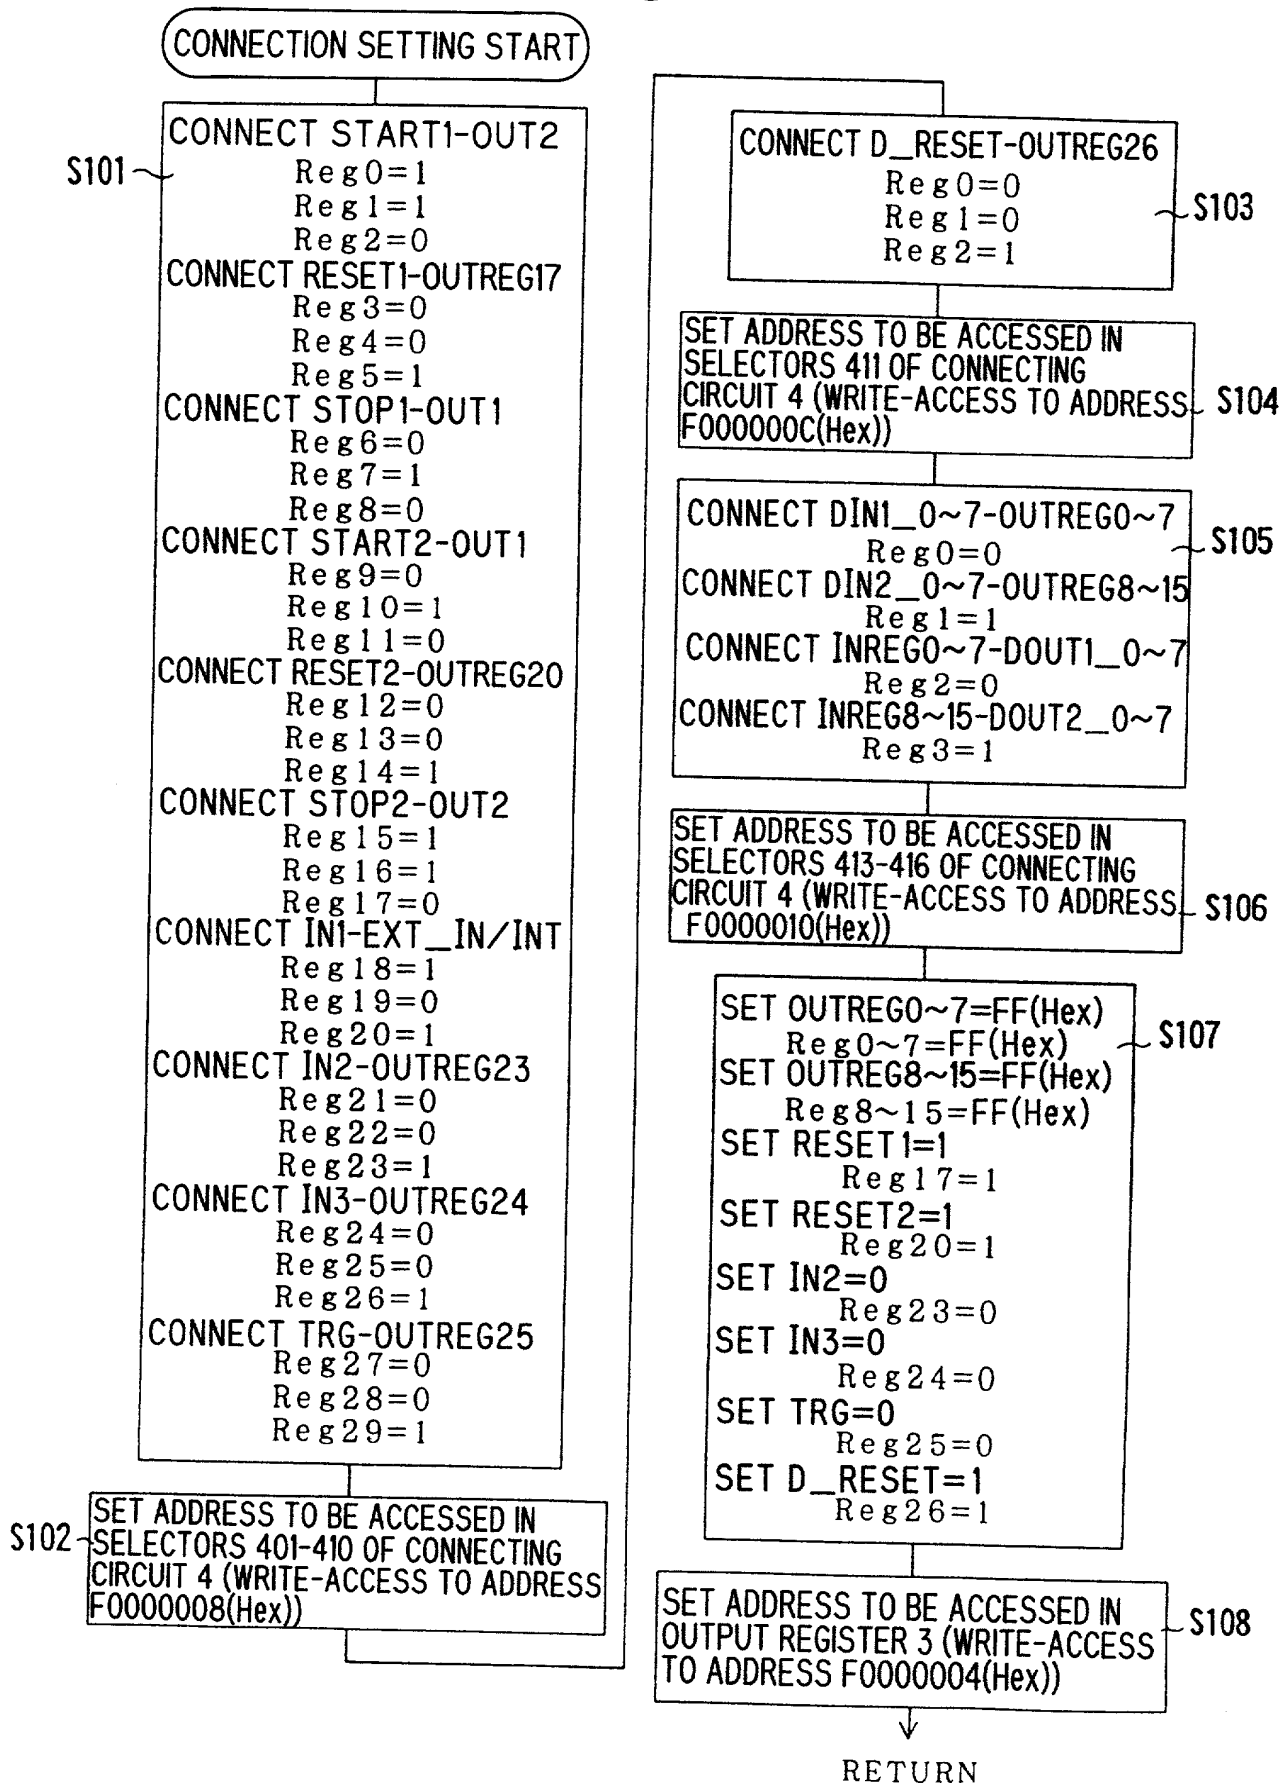 CONNECTION SETTING START
S101
CONNECT START1-OUT2
Reg0=1
Reg1=1
Reg2=0
CONNECT RESET1-OUTREG17
Reg3=0
Reg4=0
Reg5=1
CONNECT STOP1-OUT1
Reg6=0
Reg7=1
Reg8=0
CONNECT START2-OUT1
Reg9=0
Reg10=1
Reg11=0
CONNECT RESET2-OUTREG20
Reg12=0
Reg13=0
Reg14=1
CONNECT STOP2-OUT2
Reg15=1
Reg16=1
Reg17=0
CONNECT IN1-EXT_IN/INT
Reg18=1
Reg19=0
Reg20=1
CONNECT IN2-OUTREG23
Reg21=0
Reg22=0
Reg23=1
CONNECT IN3-OUTREG24
Reg24=0
Reg25=0
Reg26=1
CONNECT TRG-OUTREG25
Reg27=0
Reg28=0
Reg29=1
S102
SET ADDRESS TO BE ACCESSED IN
SELECTORS 401-410 OF CONNECTING
CIRCUIT 4 (WRITE-ACCESS TO ADDRESS
F0000008(Hex))
CONNECT D_RESET-OUTREG26
Reg0=0
Reg1=0
Reg2=1
S103
SET ADDRESS TO BE ACCESSED IN
SELECTORS 411 OF CONNECTING
CIRCUIT 4 (WRITE-ACCESS TO ADDRESS
F000000C(Hex))
S104
CONNECT DIN1_0~7-OUTREG0~7
Reg0=0
CONNECT DIN2_0~7-OUTREG8~15
Reg1=1
CONNECT INREG0~7-DOUT1_0~7
Reg2=0
CONNECT INREG8~15-DOUT2_0~7
Reg3=1
S105
SET ADDRESS TO BE ACCESSED IN
SELECTORS 413-416 OF CONNECTING
CIRCUIT 4 (WRITE-ACCESS TO ADDRESS
F0000010(Hex))
S106
SET OUTREG0~7=FF(Hex)
Reg0~7=FF(Hex)
SET OUTREG8~15=FF(Hex)
Reg8~15=FF(Hex)
SET RESET1=1
Reg17=1
SET RESET2=1
Reg20=1
SET IN2=0
Reg23=0
SET IN3=0
Reg24=0
SET TRG=0
Reg25=0
SET D_RESET=1
Reg26=1
S107
SET ADDRESS TO BE ACCESSED IN
OUTPUT REGISTER 3 (WRITE-ACCESS
TO ADDRESS F0000004(Hex))
S108
RETURN